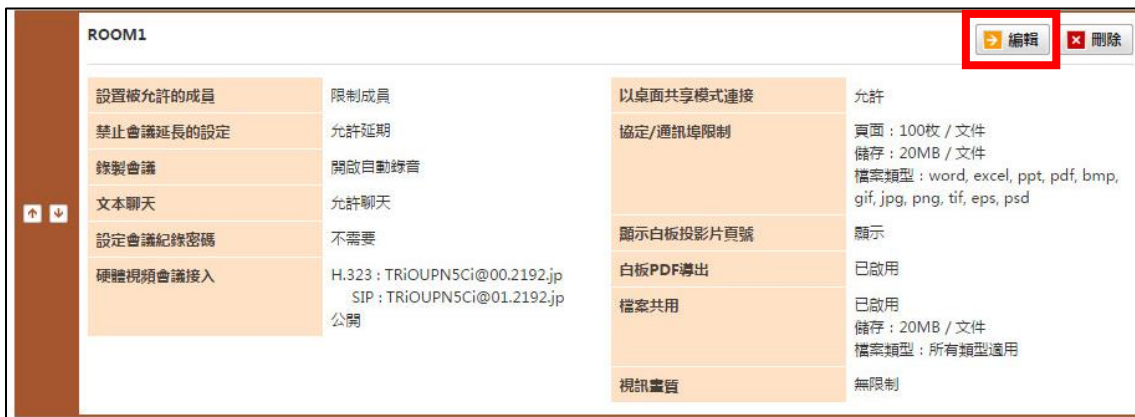 ROOM1
編輯
刪除
設置被允許的成員 限制成員
禁止會議延長的設定 允許延期
錄製會議 開啟自動錄音
文本聊天 允許聊天
設定會議紀錄密碼 不需要
硬體視頻會議接入 H.323 : TRiOUPN5Ci@00.2192.jp
SIP : TRiOUPN5Ci@01.2192.jp
公開
以桌面共享模式連接 允許
協定/通訊埠限制 頁面：100枚 / 文件
儲存：20MB / 文件
檔案類型：word, excel, ppt, pdf, bmp,
gif, jpg, png, tif, eps, psd
顯示白板投影片頁號 顯示
白板PDF導出 已啟用
檔案共用 已啟用
儲存：20MB / 文件
檔案類型：所有類型適用
視訊畫質 無限制